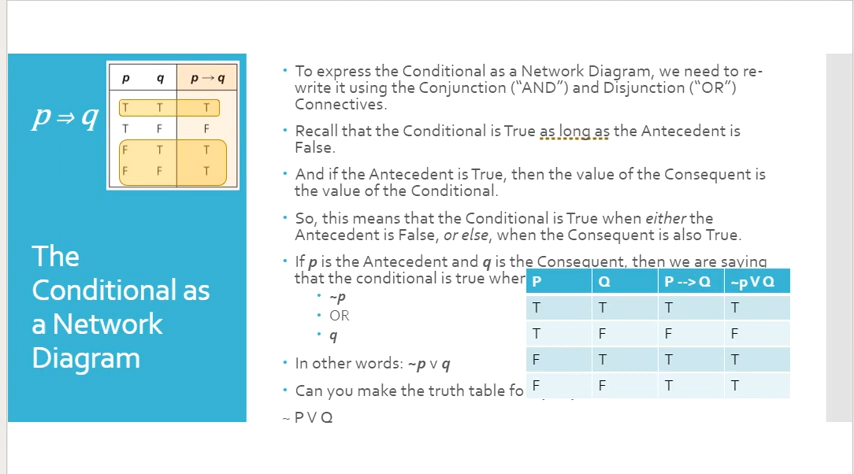 p ⇒ q
p q p → q
T T T
T F F
F T T
F F T
The
Conditional as
a Network
Diagram
• To express the Conditional as a Network Diagram, we need to re-
write it using the Conjunction (“AND”) and Disjunction (“OR”)
Connectives.
• Recall that the Conditional is True as long as the Antecedent is
False.
• And if the Antecedent is True, then the value of the Consequent is
the value of the Conditional.
• So, this means that the Conditional is True when either the
Antecedent is False, or else, when the Consequent is also True.
• If p is the Antecedent and q is the Consequent, then we are saying
that the conditional is true when
• ~p
• OR
• q
• In other words: ~p v q
• Can you make the truth table fo
~ P V Q
P Q P --> Q ~p V Q
T T T T
T F F F
F T T T
F F T T